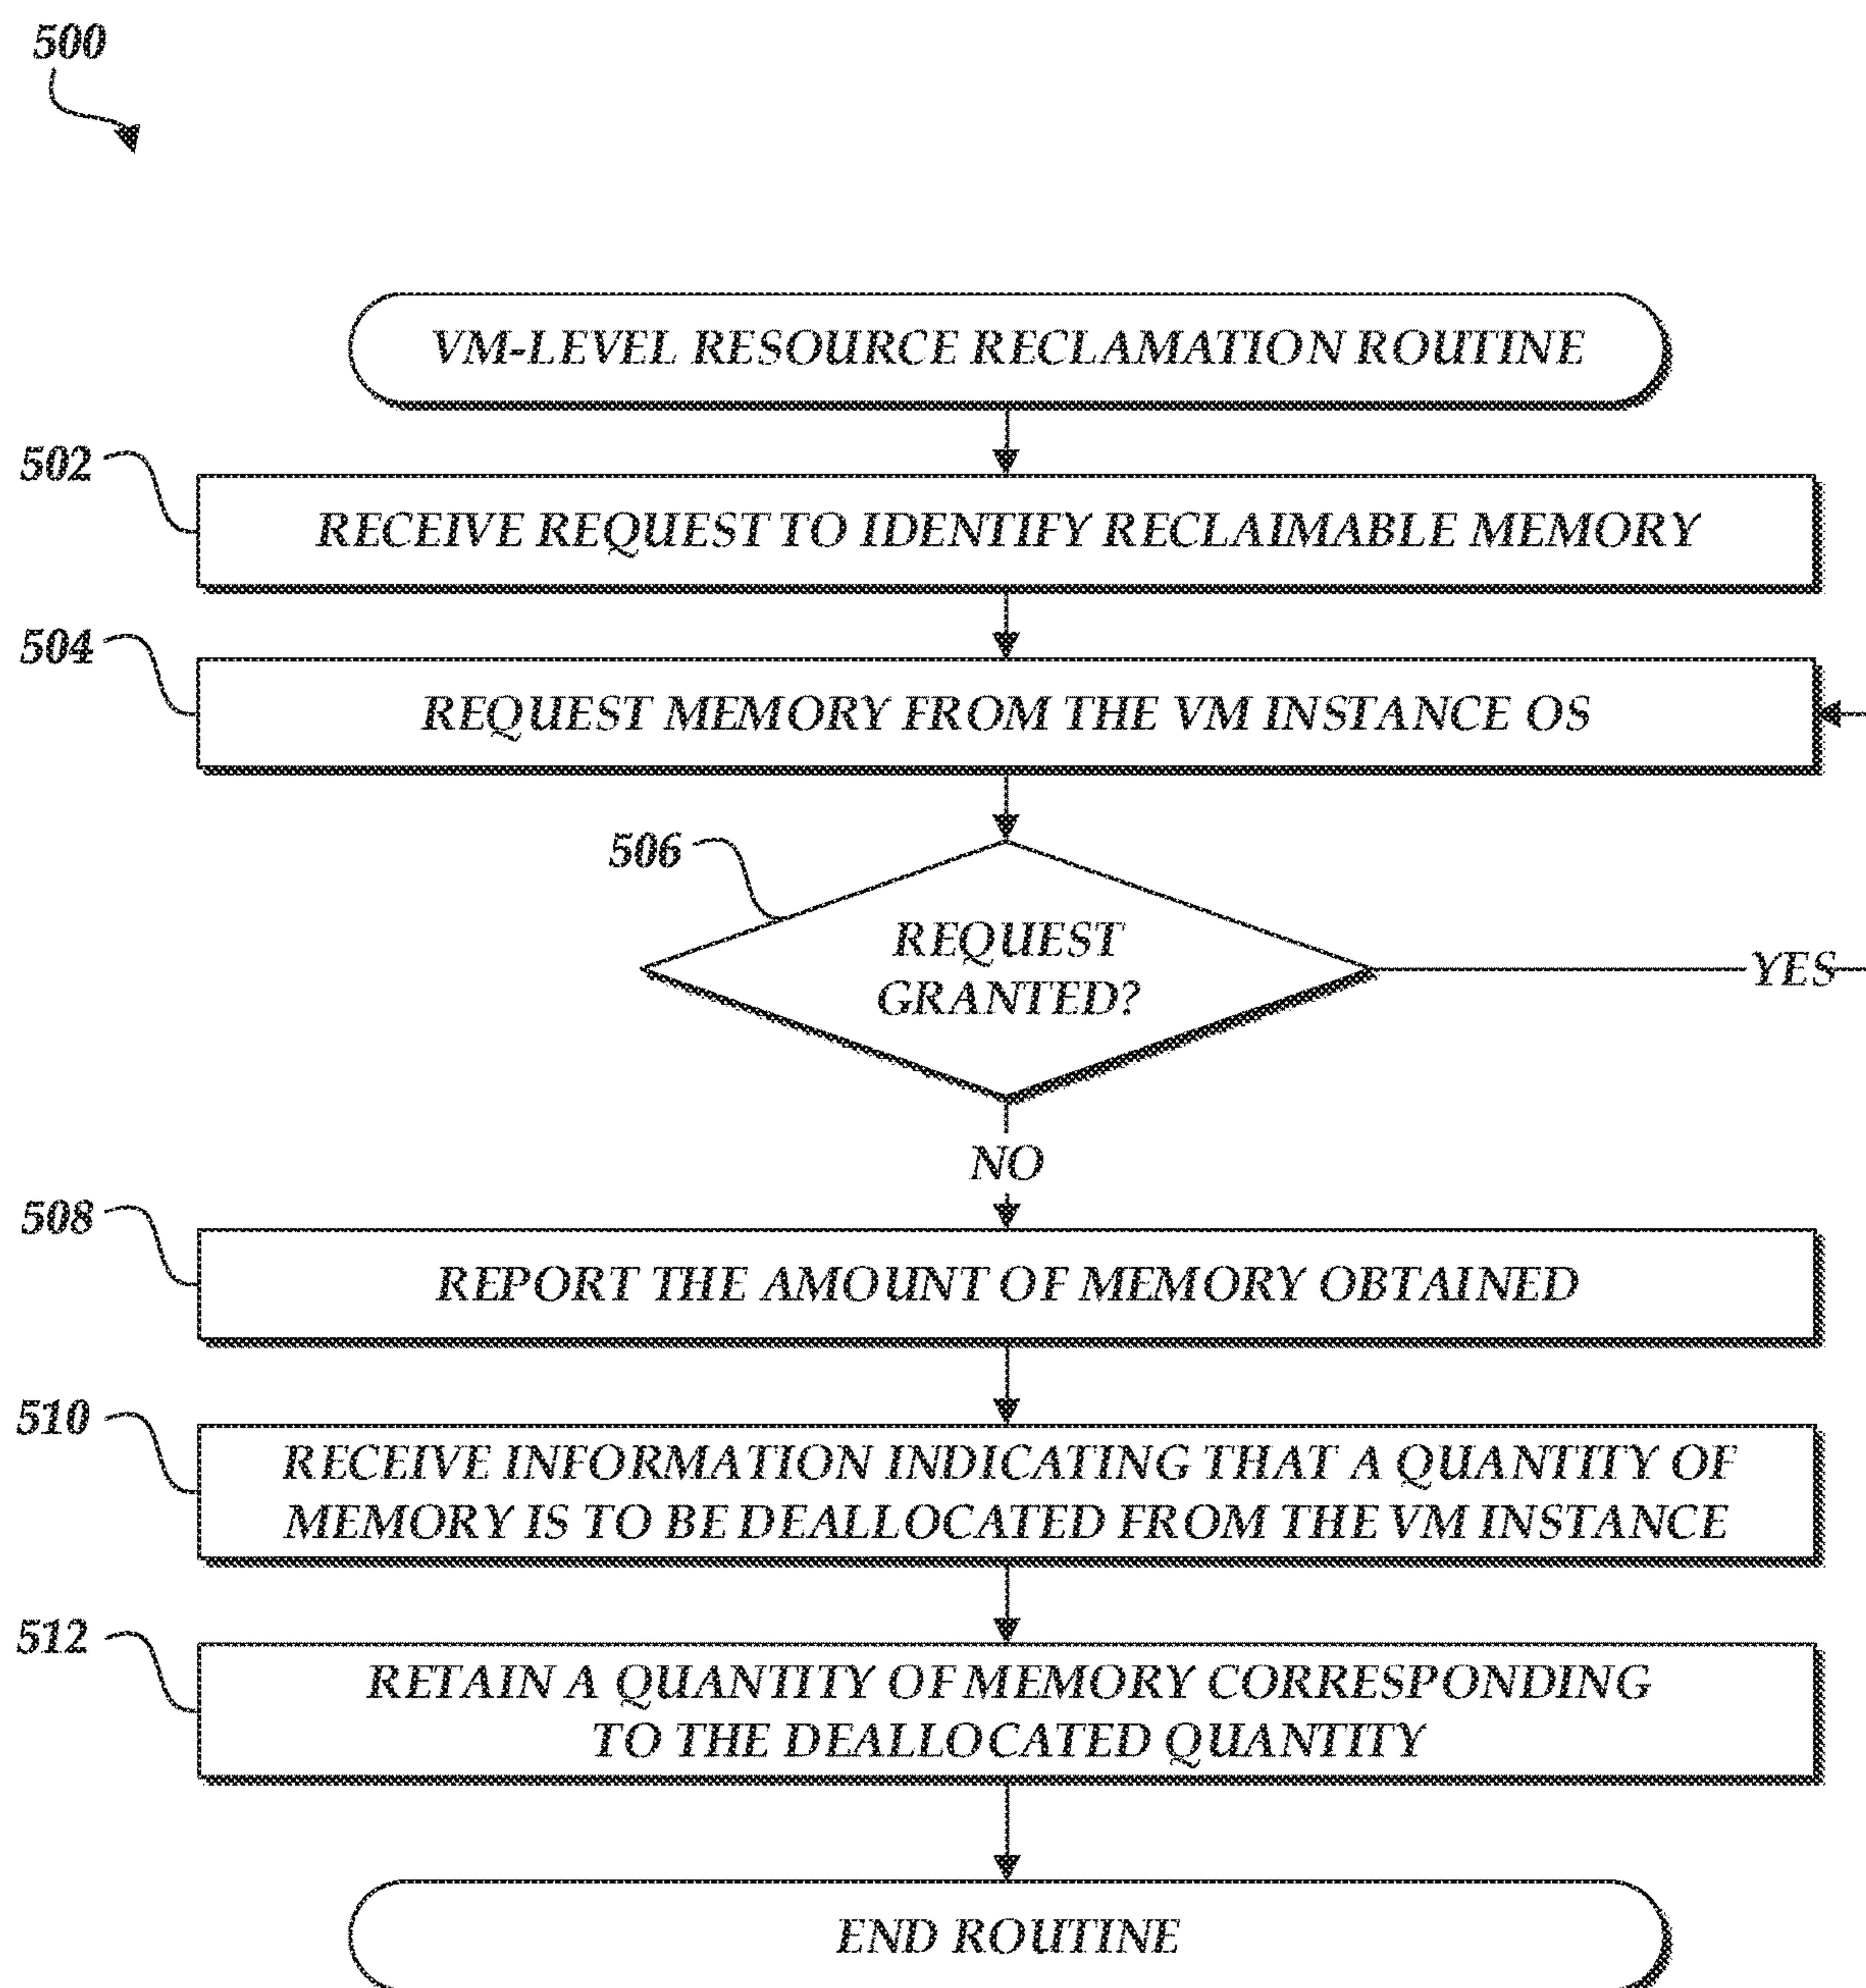 500
VM-LEVEL RESOURCE RECLAMATION ROUTINE
502
RECEIVE REQUEST TO IDENTIFY RECLAIMABLE MEMORY
504
REQUEST MEMORY FROM THE VM INSTANCE OS
506
REQUEST
GRANTED?
YES
NO
508
REPORT THE AMOUNT OF MEMORY OBTAINED
510
RECEIVE INFORMATION INDICATING THAT A QUANTITY OF
MEMORY IS TO BE DEALLOCATED FROM THE VM INSTANCE
512
RETAIN A QUANTITY OF MEMORY CORRESPONDING
TO THE DEALLOCATED QUANTITY
END ROUTINE